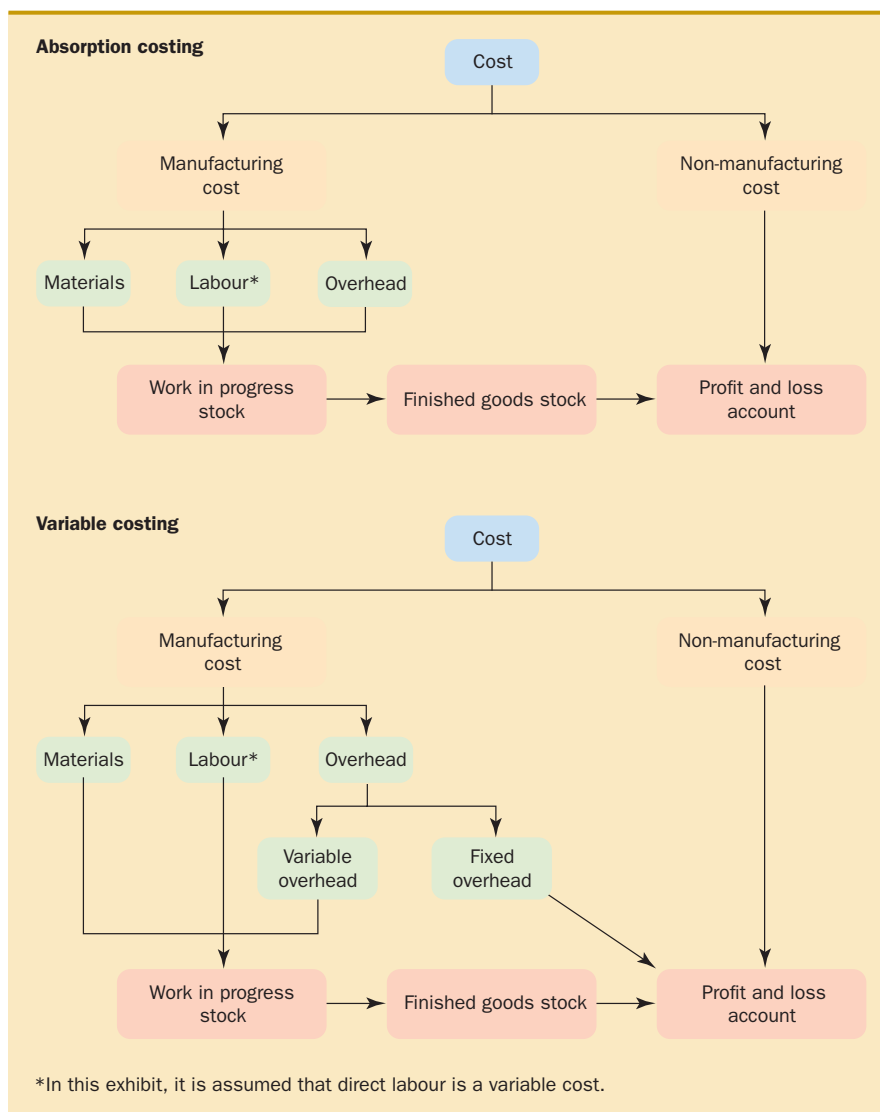 Absorption costing
Cost
Manufacturing
cost
Non-manufacturing
cost
Materials
Labour*
Overhead
Work in progress
stock
Finished goods stock
Profit and loss
account
Variable costing
Cost
Manufacturing
cost
Non-manufacturing
cost
Materials
Labour*
Overhead
Variable
overhead
Fixed
overhead
Work in progress
stock
Finished goods stock
Profit and loss
account
*In this exhibit, it is assumed that direct labour is a variable cost.